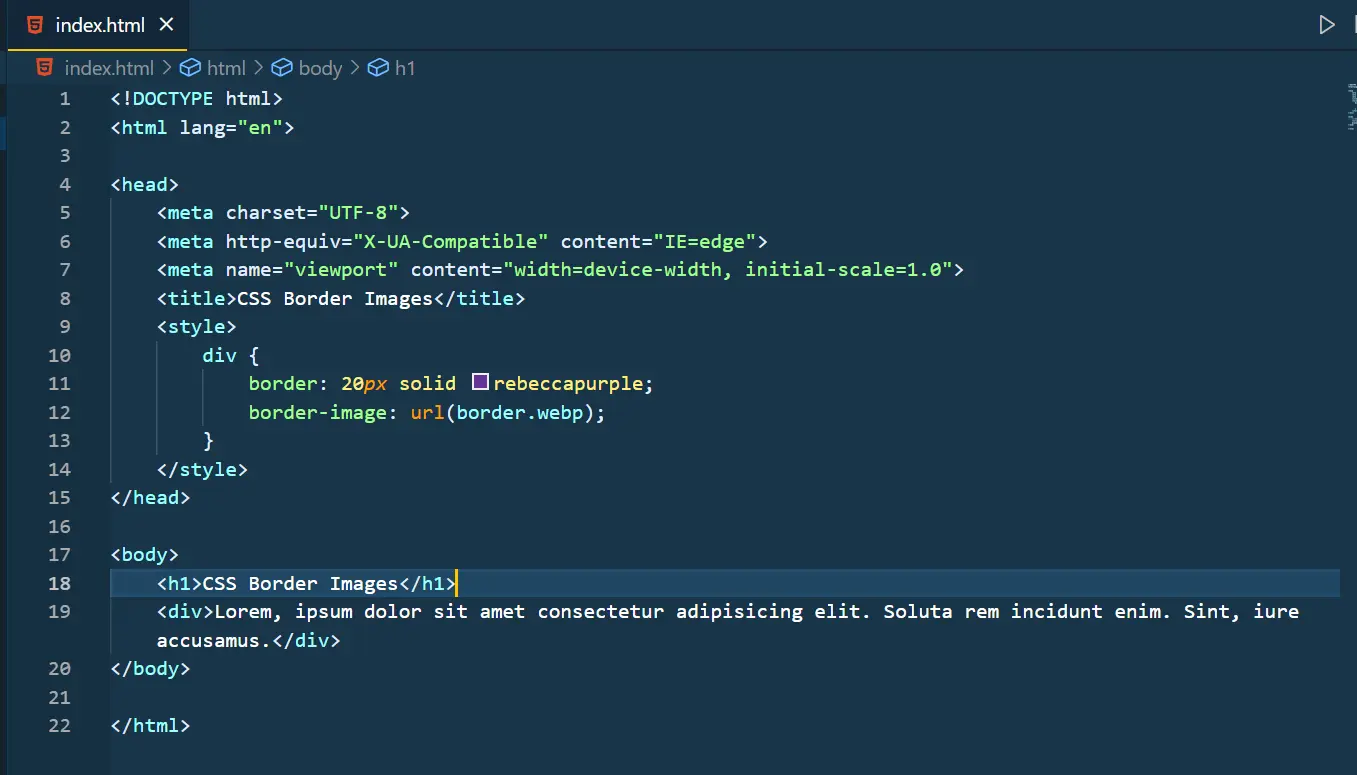 index.html
index.html > html > body > h1
1 <!DOCTYPE html>
2 <html lang="en">
3
4 <head>
5 <meta charset="UTF-8">
6 <meta http-equiv="X-UA-Compatible" content="IE=edge">
7 <meta name="viewport" content="width=device-width, initial-scale=1.0">
8 <title>CSS Border Images</title>
9 <style>
10 div {
11 border: 20px solid rebeccapurple;
12 border-image: url(border.webp);
13 }
14 </style>
15 </head>
16
17 <body>
18 <h1>CSS Border Images</h1>
19 <div>Lorem, ipsum dolor sit amet consectetur adipisicing elit. Soluta rem incidunt enim. Sint, iure
accusamus.</div>
20 </body>
21
22 </html>